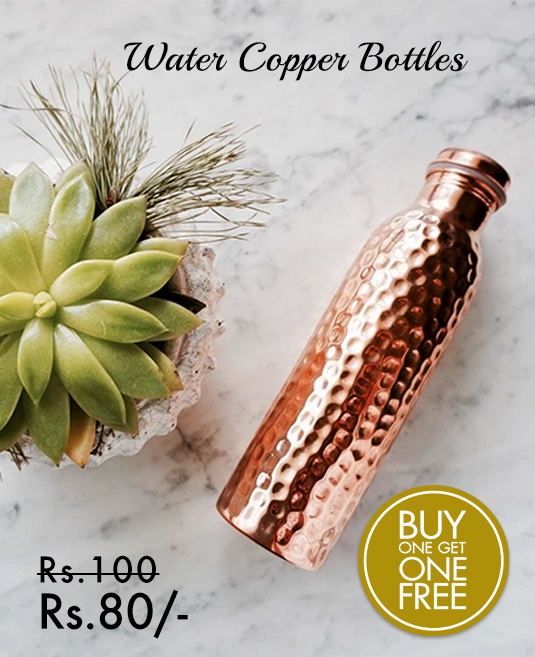 Water Copper Bottles
Rs.100
Rs.80/-
BUY
ONE GET
ONE
FREE